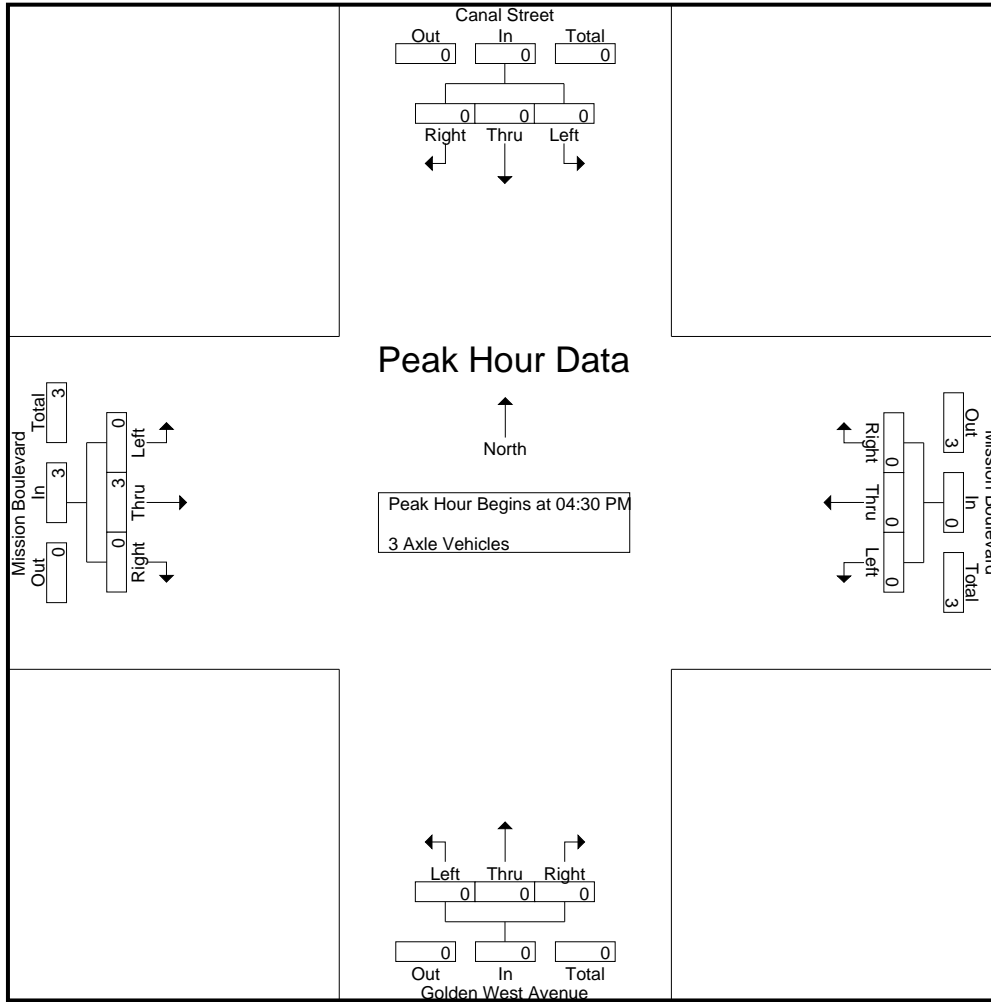 Canal Street
Out In Total
0 0 0
0 0 0
Right Thru Left
Peak Hour Data
North
Peak Hour Begins at 04:30 PM
3 Axle Vehicles
Mission Boulevard
Out In Total
0 3 3
0 3 0
Left Thru Right
Mission Boulevard
Out In Total
3 0 3
Right Thru Left
0 0 0
Left Thru Right
0 0 0
0 0 0
Out In Total
Golden West Avenue